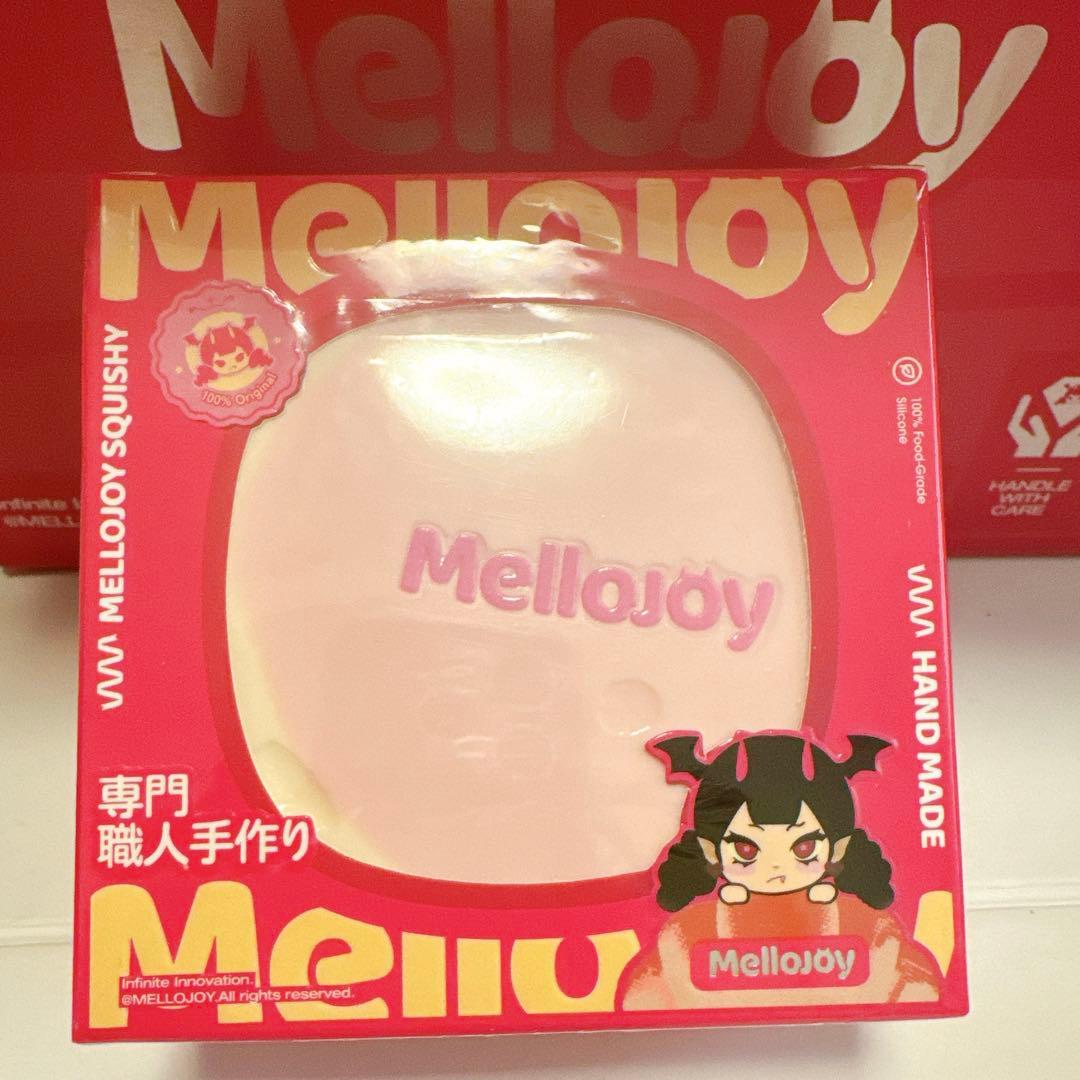 Mellojoy
Mellojoy
100% Original
MELLOJOY SQUISHY
100% Food-Grade
Silicone
HANDLE
WITH
CARE
Mellojoy
HAND MADE
専門
職人手作り
Mellojoy
Infinite Innovation.
@MELLOJOY.All rights reserved.